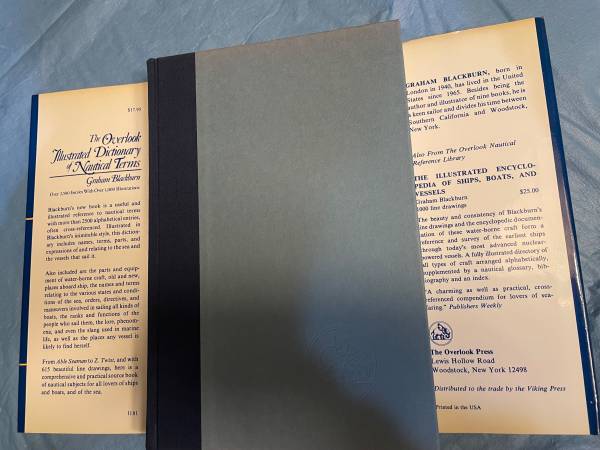 $17.95
The Overlook
Illustrated Dictionary
of Nautical Terms
Graham Blackburn
Over 2,500 Entries With Over 1,000 Illustrations
Blackburn's new book is a useful and
illustrated reference to nautical terms
with more than 2500 alphabetical entries,
often cross-referenced. Illustrated in
Blackburn's inimitable style, this diction-
ary includes names, terms, parts, and
expressions of and relating to the sea and
the vessels that sail it.
Also included are the parts and equip-
ment of water-borne craft, old and new,
places aboard ship, the names and terms
relating to the various states and condi-
tions of the sea, orders, directives, and
maneuvers involved in sailing all kinds of
boats, the ranks and functions of the
people who sail them, the lore, phenom-
ena, and even the slang used in marine
life, as well as the places any vessel is
likely to find herself.
From Able Seaman to Z. Twist, and with
615 beautiful line drawings, here is a
comprehensive and practical source book
of nautical subjects for all lovers of ships
and boats, and of the sea.
1181
GRAHAM BLACKBURN, born in
London in 1940, has lived in the United
States since 1965. Besides being the
author and illustrator of nine books, he is
a keen sailor and divides his time between
Southern California and Woodstock,
New York.
Also From The Overlook Nautical
Reference Library
THE ILLUSTRATED ENCYCLO-
PEDIA OF SHIPS, BOATS, AND
VESSELS $25.00
Graham Blackburn
line drawings
The beauty and consistency of Blackburn's
line drawings and the encyclopedic documen-
tation of these water-borne craft form a
reference and survey of the earliest ships
through today's most advanced nuclear-
powered vessels. A fully illustrated directory of
all types of craft arranged alphabetically,
supplemented by a nautical glossary, bib-
liography and an index.
"A charming as well as practical, cross-
referenced compendium for lovers of sea-
faring." Publishers Weekly
The Overlook Press
Lewis Hollow Road
Woodstock, New York 12498
Distributed to the trade by the Viking Press
Printed in the USA